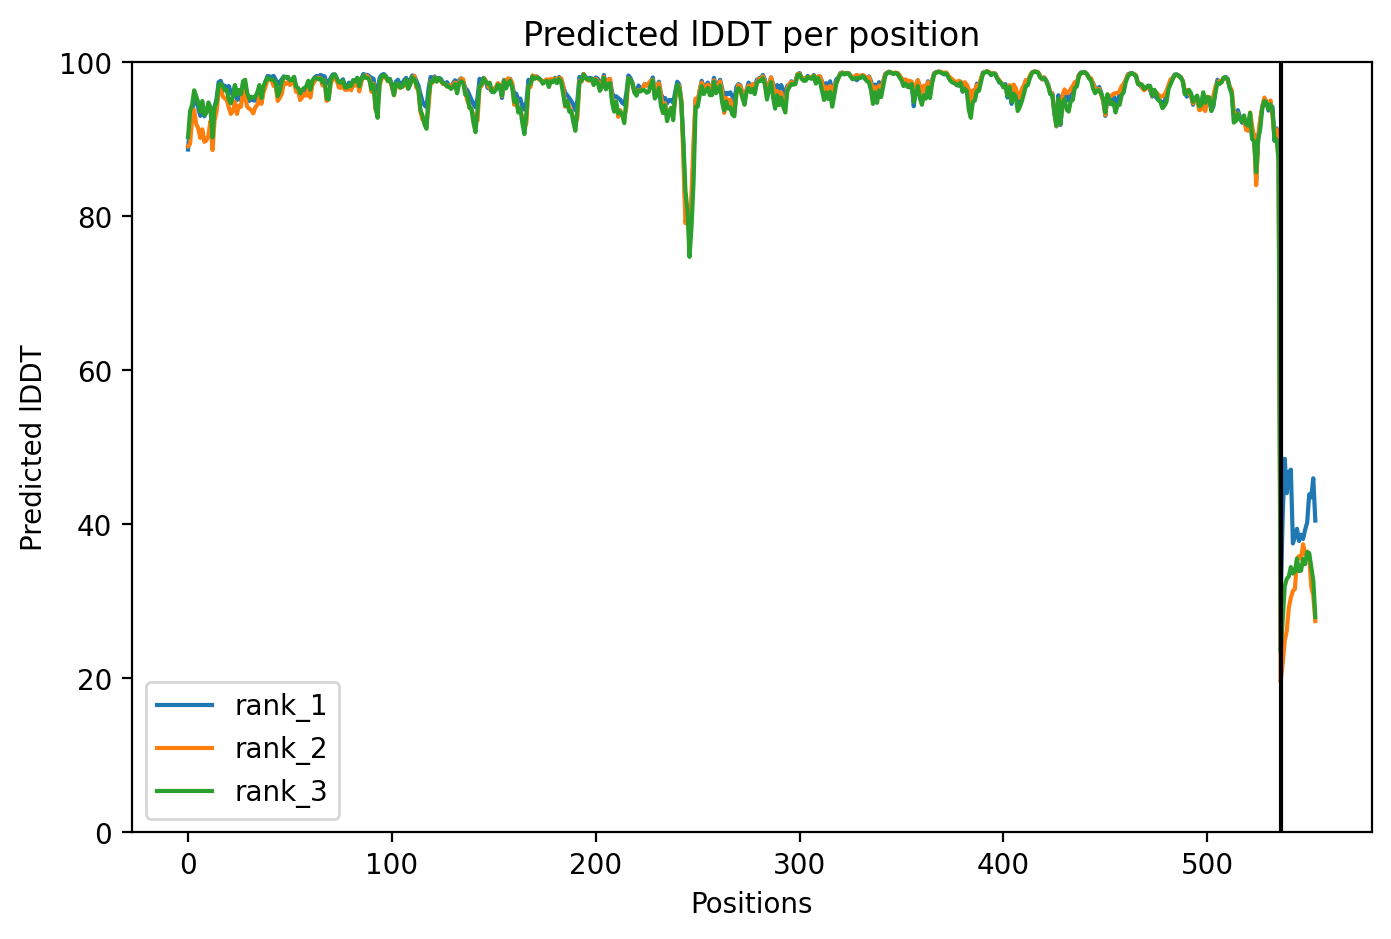 Predicted lDDT per position
100
80
60
40
20
0
Predicted lDDT
rank_1
rank_2
rank_3
0 100 200 300 400 500
Positions